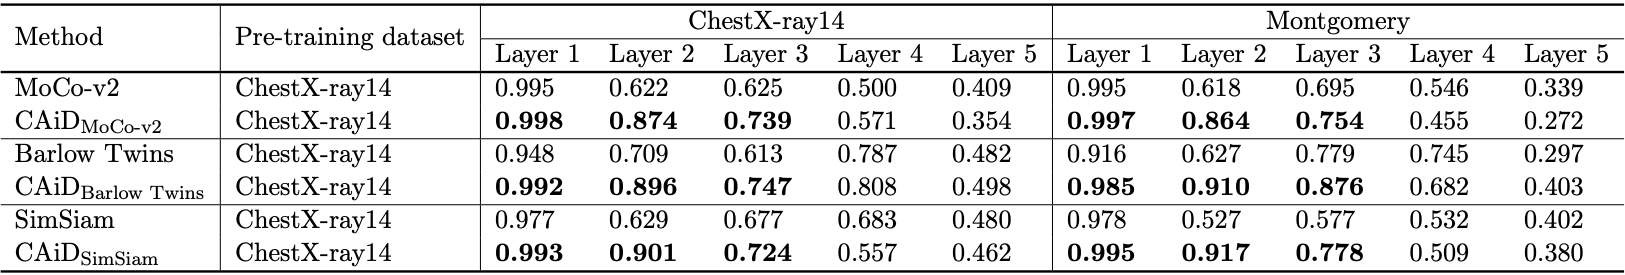 Method Pre-training dataset ChestX-ray14 Montgomery
Layer 1 Layer 2 Layer 3 Layer 4 Layer 5 Layer 1 Layer 2 Layer 3 Layer 4 Layer 5
MoCo-v2 ChestX-ray14 0.995 0.622 0.625 0.500 0.409 0.995 0.618 0.695 0.546 0.339
CAiD MoCo-v2 ChestX-ray14 0.998 0.874 0.739 0.571 0.354 0.997 0.864 0.754 0.455 0.272
Barlow Twins ChestX-ray14 0.948 0.709 0.613 0.787 0.482 0.916 0.627 0.779 0.745 0.297
CAiD Barlow Twins ChestX-ray14 0.992 0.896 0.747 0.808 0.498 0.985 0.910 0.876 0.682 0.403
SimSiam ChestX-ray14 0.977 0.629 0.677 0.683 0.480 0.978 0.527 0.577 0.532 0.402
CAiD SimSiam ChestX-ray14 0.993 0.901 0.724 0.557 0.462 0.995 0.917 0.778 0.509 0.380